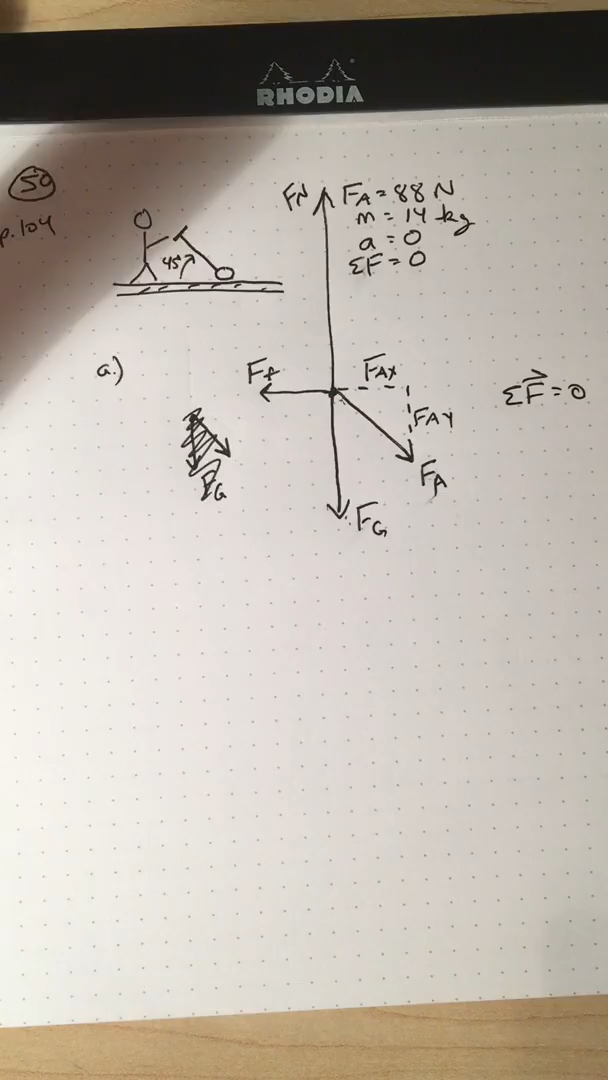 RHODIA
59
p.104
FN
FA = 88 N
m = 14 kg
a = 0
ΣF = 0
45°
a.)
Ff
FAX
FAY
ΣF⃗ = 0
FA
FG
FG